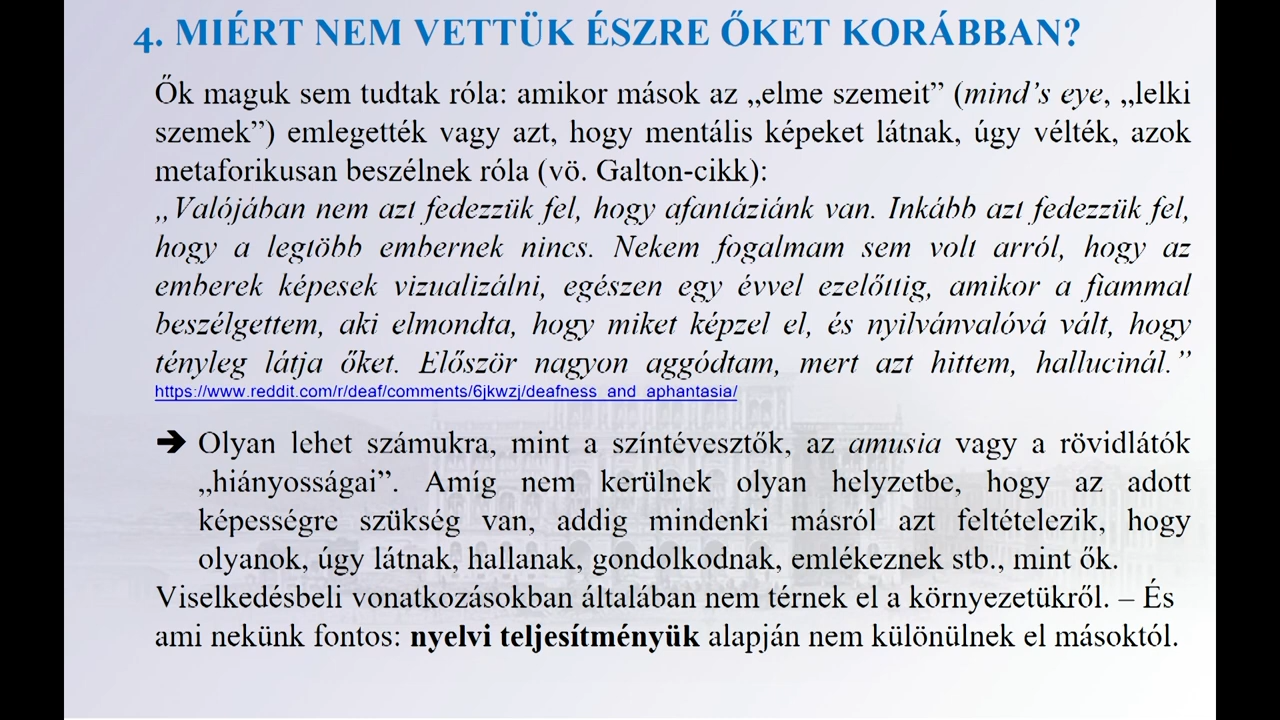 4. MIÉRT NEM VETTÜK ÉSZRE ŐKET KORÁBBAN?
Ők maguk sem tudtak róla: amikor mások az „elme szemeit” (mind’s eye, „lelki
szemek”) emlegették vagy azt, hogy mentális képeket látnak, úgy vélték, azok
metaforikusan beszélnek róla (vö. Galton-cikk):
„Valójában nem azt fedezzük fel, hogy afantáziánk van. Inkább azt fedezzük fel,
hogy a legtöbb embernek nincs. Nekem fogalmam sem volt arról, hogy az
emberek képesek vizualizálni, egészen egy évvel ezelőttig, amikor a fiammal
beszélgettem, aki elmondta, hogy miket képzel el, és nyilvánvalóvá vált, hogy
tényleg látja őket. Először nagyon aggódtam, mert azt hittem, hallucinál.”
https://www.reddit.com/r/deaf/comments/6jkwzj/deafness_and_aphantasia/
➔ Olyan lehet számukra, mint a színtévesztők, az amusia vagy a rövidlátók
„hiányosságai”. Amíg nem kerülnek olyan helyzetbe, hogy az adott
képességre szükség van, addig mindenki másról azt feltételezik, hogy
olyanok, úgy látnak, hallanak, gondolkodnak, emlékeznek stb., mint ők.
Viselkedésbeli vonatkozásokban általában nem térnek el a környezetükről. – És
ami nekünk fontos: nyelvi teljesítményük alapján nem különülnek el másoktól.